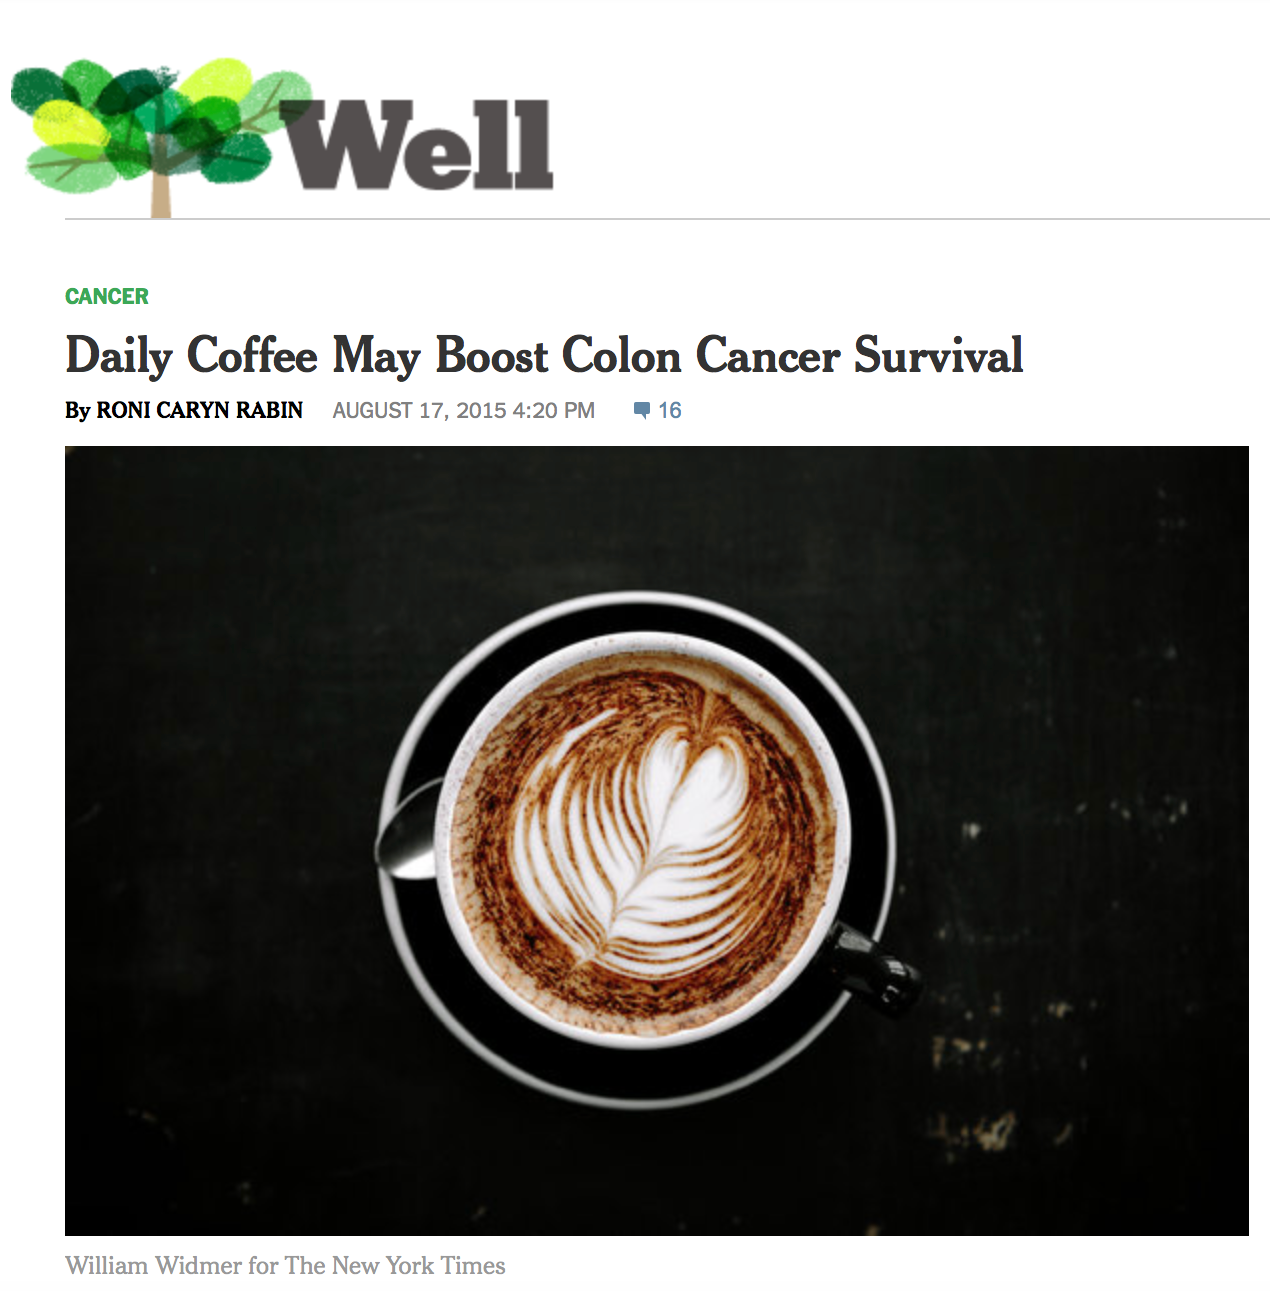 Well
CANCER
Daily Coffee May Boost Colon Cancer Survival
By RONI CARYN RABIN AUGUST 17, 2015 4:20 PM 16
William Widmer for The New York Times